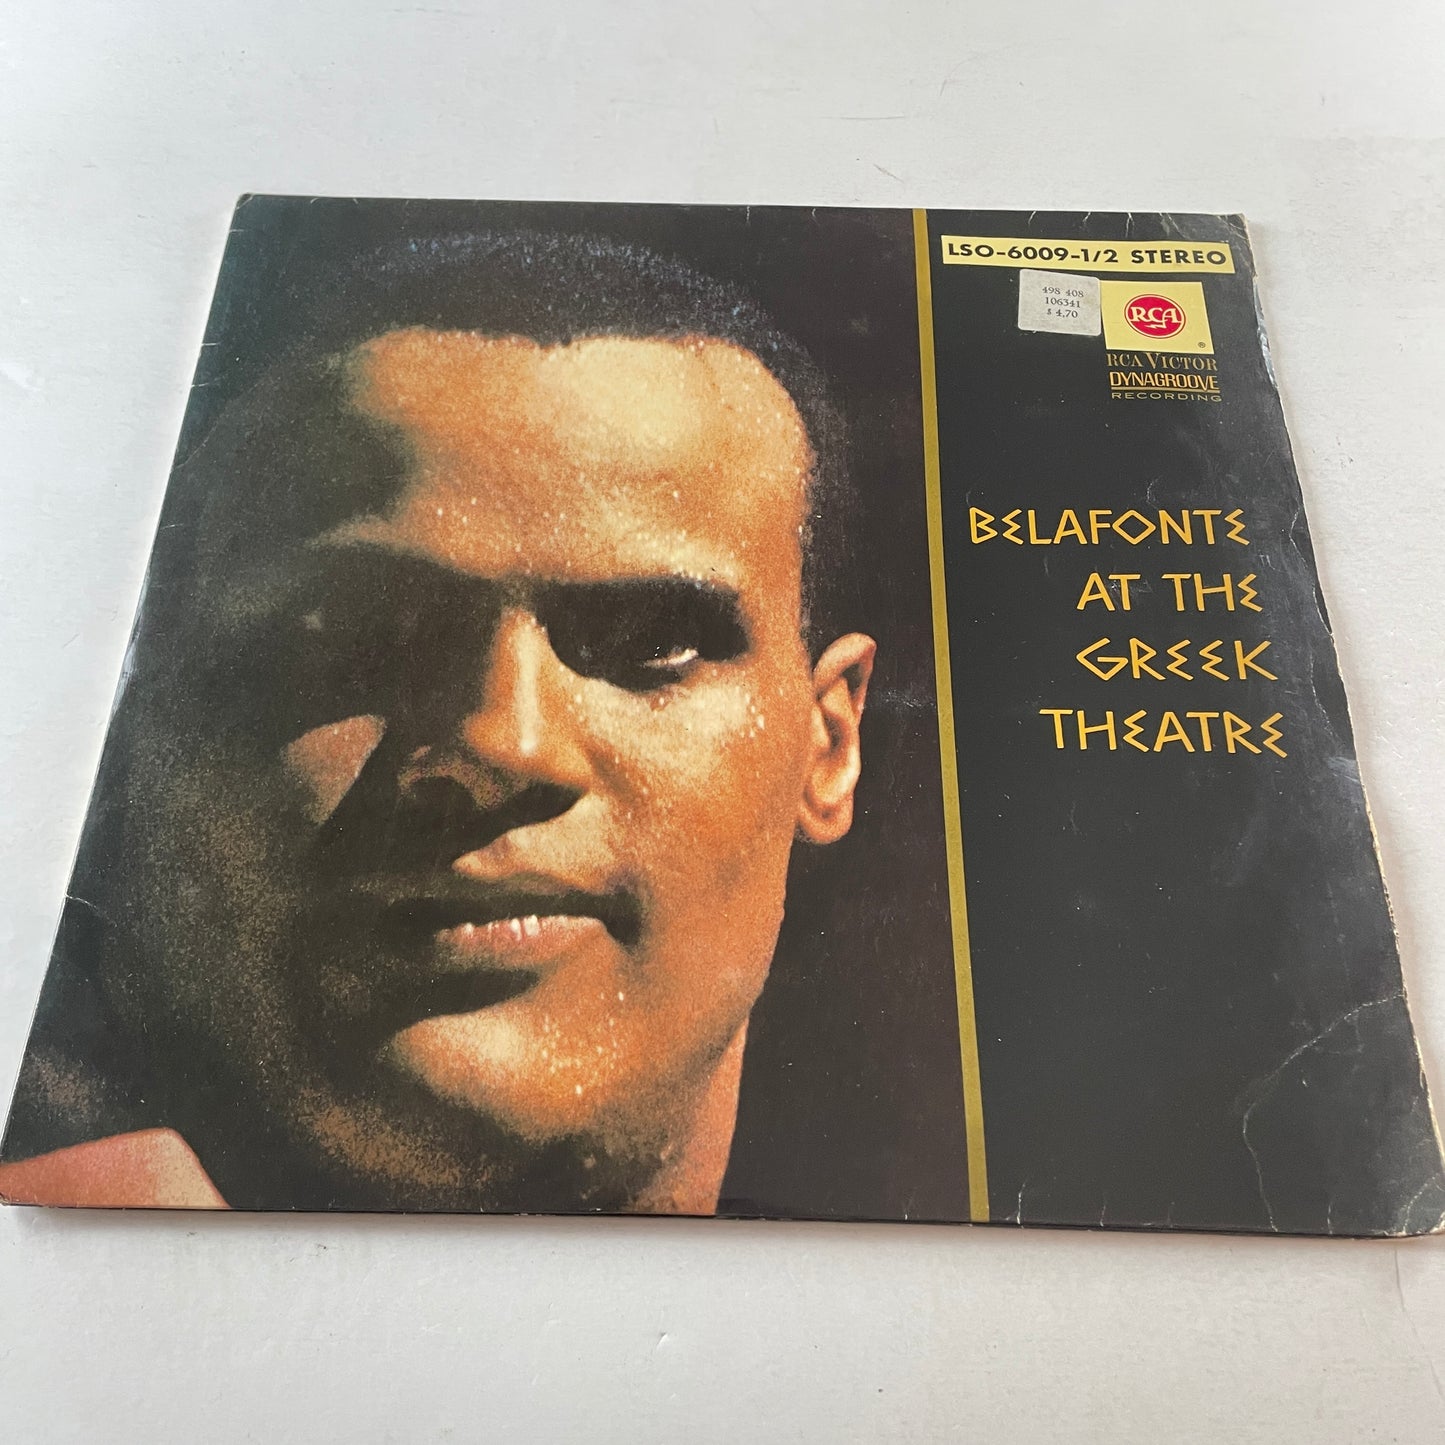 LSO-6009-1/2 STEREO
498 408
106341
$ 4.70
RCA
®
RCA VICTOR
DYNAGROOVE
RECORDING
BELAFONTE
AT THE
GREEK
THEATRE